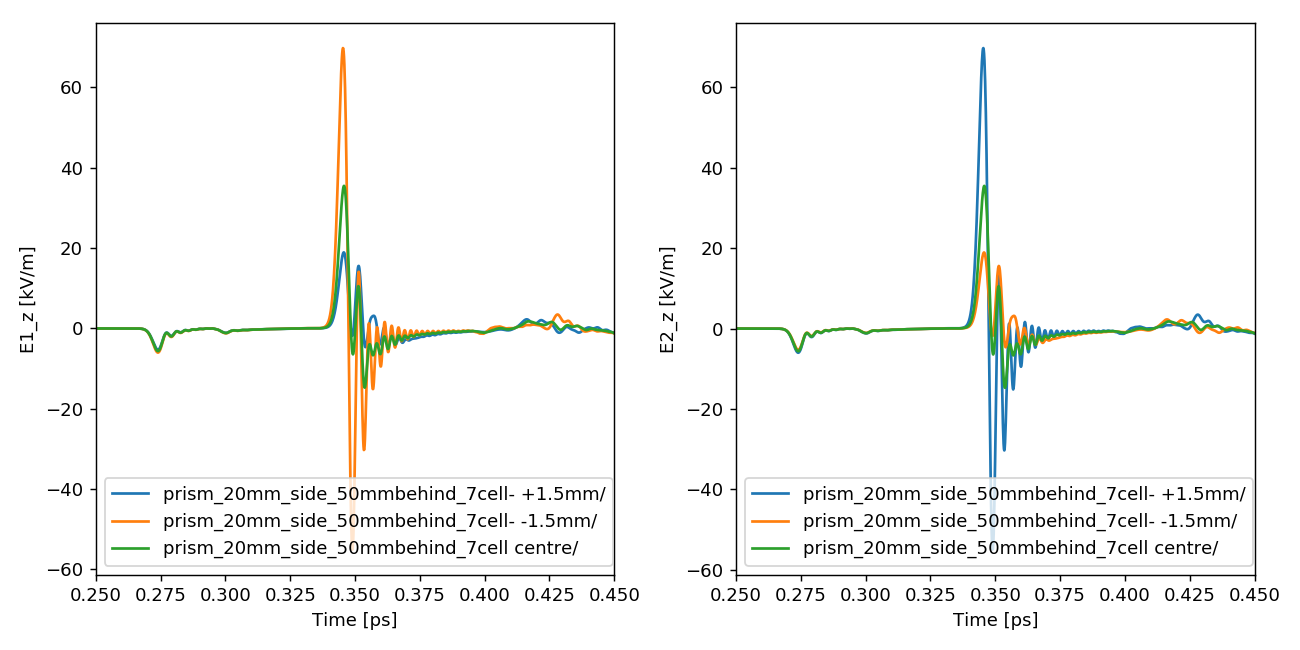 60
40
20
0
−20
−40
−60
E1_z [kV/m]
prism_20mm_side_50mmbehind_7cell- +1.5mm/
prism_20mm_side_50mmbehind_7cell- -1.5mm/
prism_20mm_side_50mmbehind_7cell centre/
0.250 0.275 0.300 0.325 0.350 0.375 0.400 0.425 0.450
Time [ps]
60
40
20
0
−20
−40
−60
E2_z [kV/m]
prism_20mm_side_50mmbehind_7cell- +1.5mm/
prism_20mm_side_50mmbehind_7cell- -1.5mm/
prism_20mm_side_50mmbehind_7cell centre/
0.250 0.275 0.300 0.325 0.350 0.375 0.400 0.425 0.450
Time [ps]